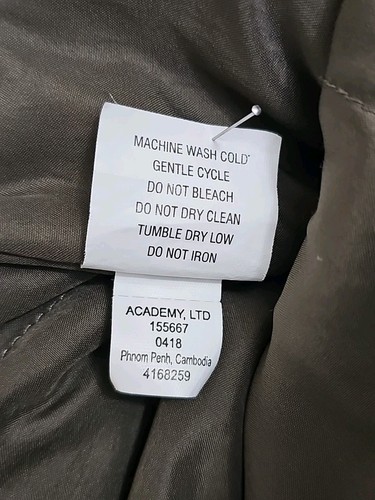 MACHINE WASH COLD
GENTLE CYCLE
DO NOT BLEACH
DO NOT DRY CLEAN
TUMBLE DRY LOW
DO NOT IRON
ACADEMY, LTD
155667
0418
Phnom Penh, Cambodia
4168259